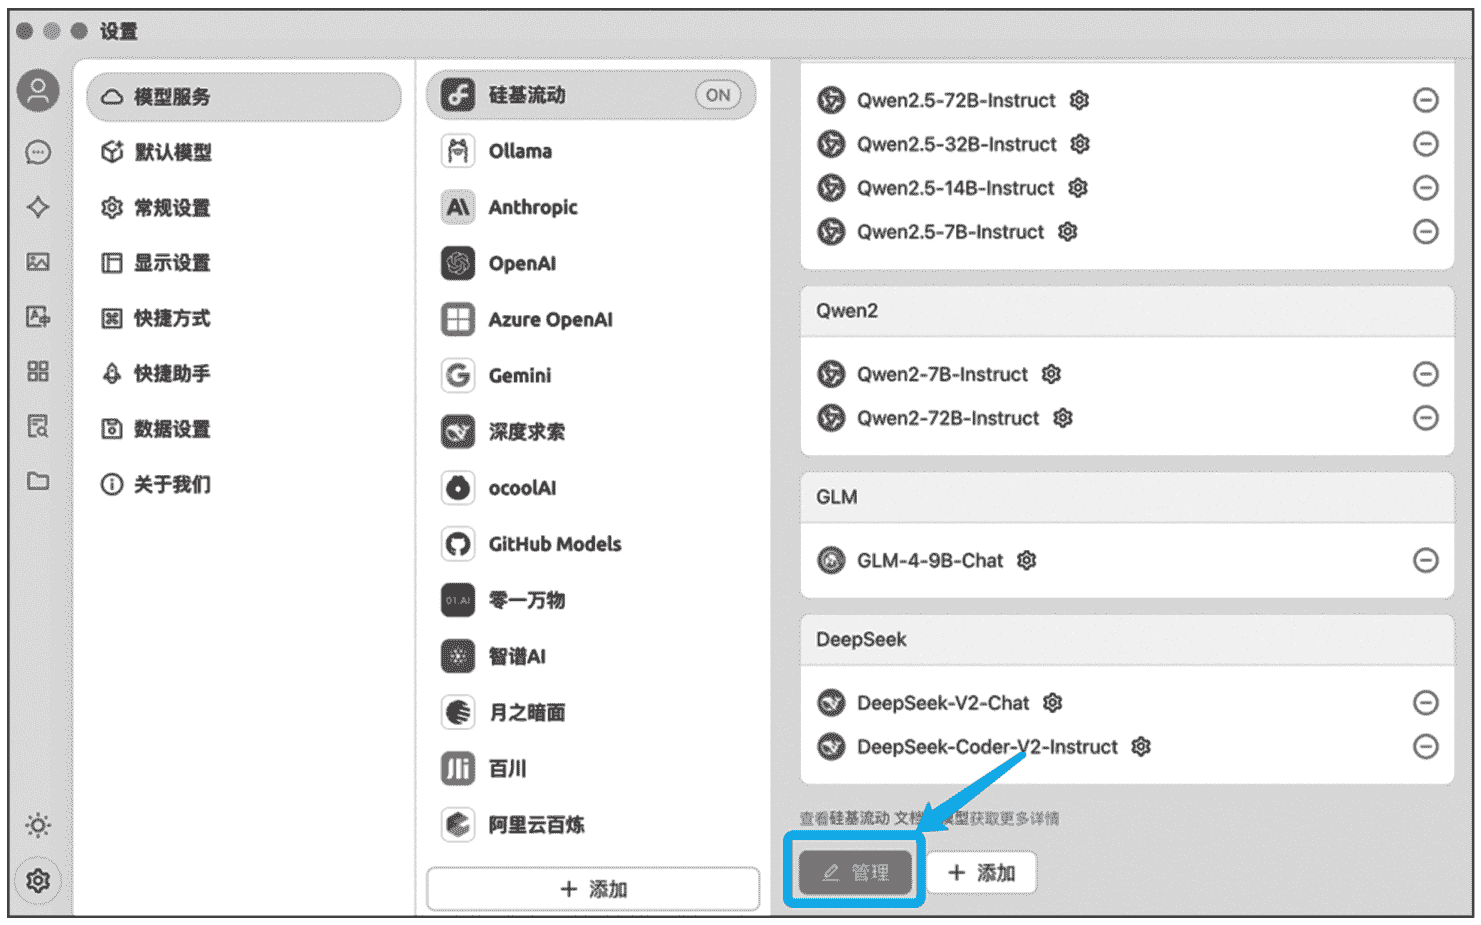 设置
模型服务
默认模型
常规设置
显示设置
快捷方式
快捷助手
数据设置
关于我们
硅基流动 ON
Ollama
Anthropic
OpenAI
Azure OpenAI
Gemini
深度求索
ocoolAI
GitHub Models
01.AI 零一万物
智谱AI
月之暗面
百川
阿里云百炼
+ 添加
Qwen2.5-72B-Instruct
Qwen2.5-32B-Instruct
Qwen2.5-14B-Instruct
Qwen2.5-7B-Instruct
Qwen2
Qwen2-7B-Instruct
Qwen2-72B-Instruct
GLM
GLM-4-9B-Chat
DeepSeek
DeepSeek-V2-Chat
DeepSeek-Coder-V2-Instruct
查看硅基流动 文档 模型获取更多详情
管理
+ 添加